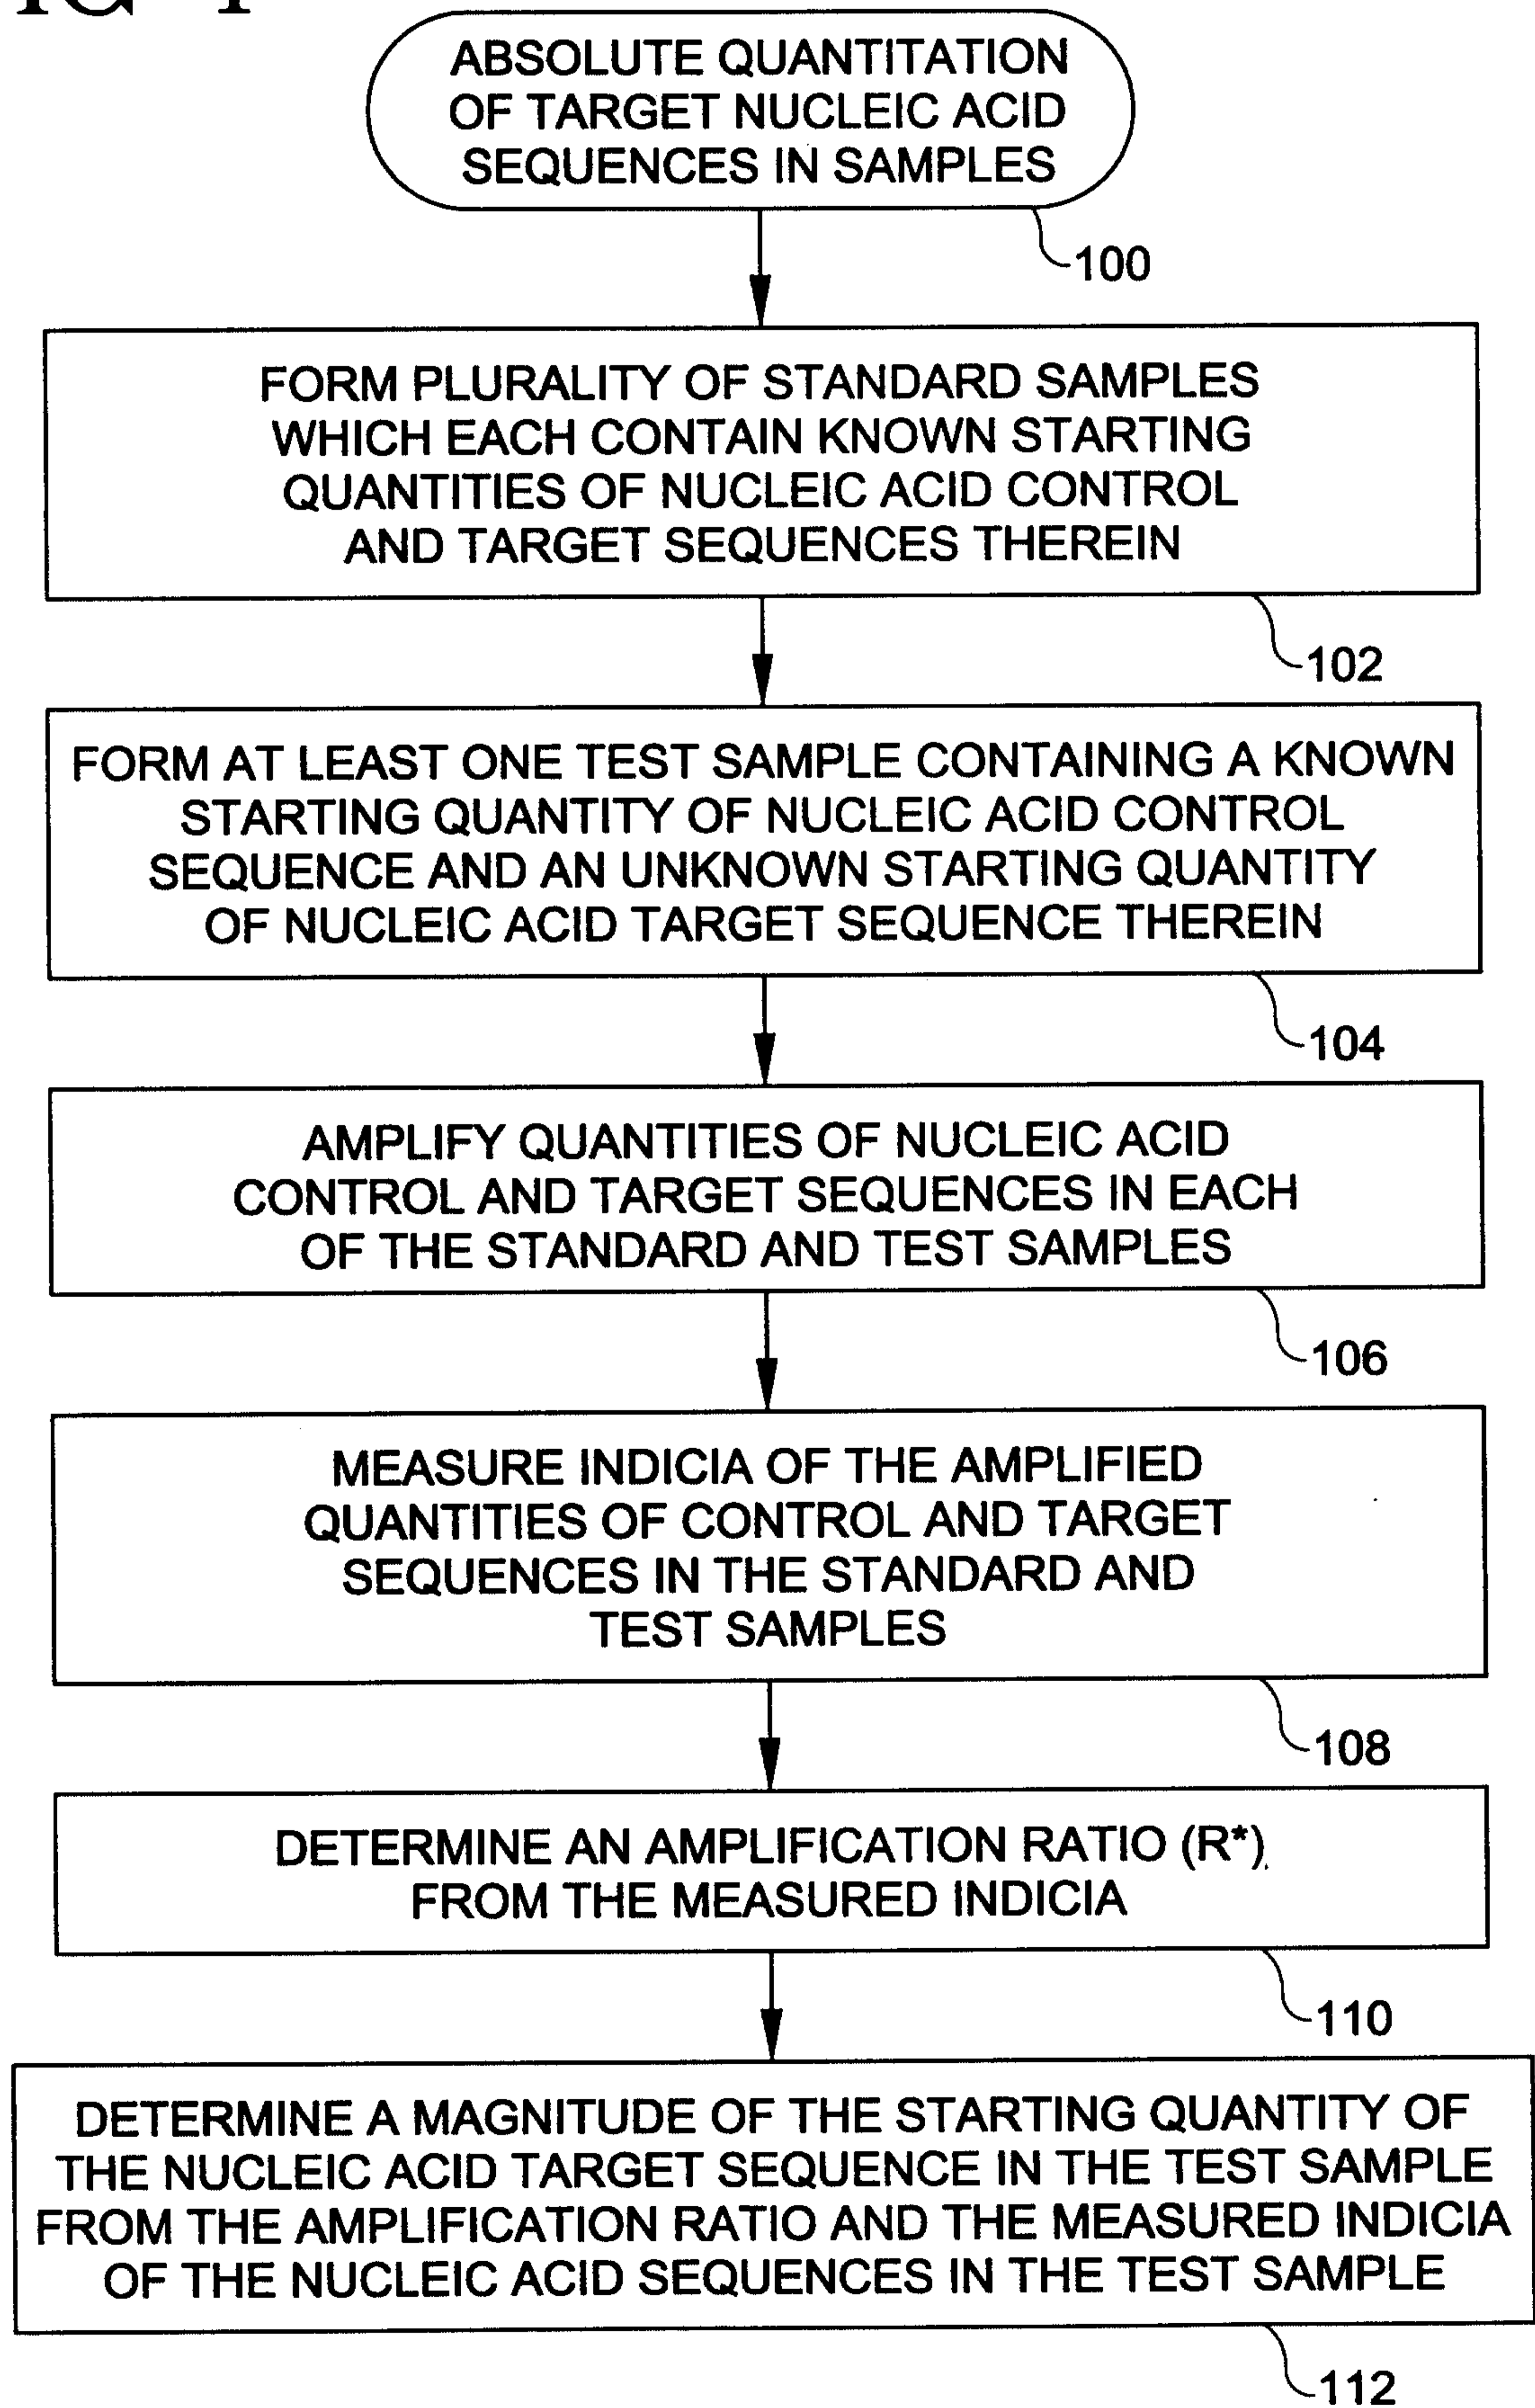 ABSOLUTE QUANTITATION
OF TARGET NUCLEIC ACID
SEQUENCES IN SAMPLES
100
FORM PLURALITY OF STANDARD SAMPLES
WHICH EACH CONTAIN KNOWN STARTING
QUANTITIES OF NUCLEIC ACID CONTROL
AND TARGET SEQUENCES THEREIN
102
FORM AT LEAST ONE TEST SAMPLE CONTAINING A KNOWN
STARTING QUANTITY OF NUCLEIC ACID CONTROL
SEQUENCE AND AN UNKNOWN STARTING QUANTITY
OF NUCLEIC ACID TARGET SEQUENCE THEREIN
104
AMPLIFY QUANTITIES OF NUCLEIC ACID
CONTROL AND TARGET SEQUENCES IN EACH
OF THE STANDARD AND TEST SAMPLES
106
MEASURE INDICIA OF THE AMPLIFIED
QUANTITIES OF CONTROL AND TARGET
SEQUENCES IN THE STANDARD AND
TEST SAMPLES
108
DETERMINE AN AMPLIFICATION RATIO (R*)
FROM THE MEASURED INDICIA
110
DETERMINE A MAGNITUDE OF THE STARTING QUANTITY OF
THE NUCLEIC ACID TARGET SEQUENCE IN THE TEST SAMPLE
FROM THE AMPLIFICATION RATIO AND THE MEASURED INDICIA
OF THE NUCLEIC ACID SEQUENCES IN THE TEST SAMPLE
112